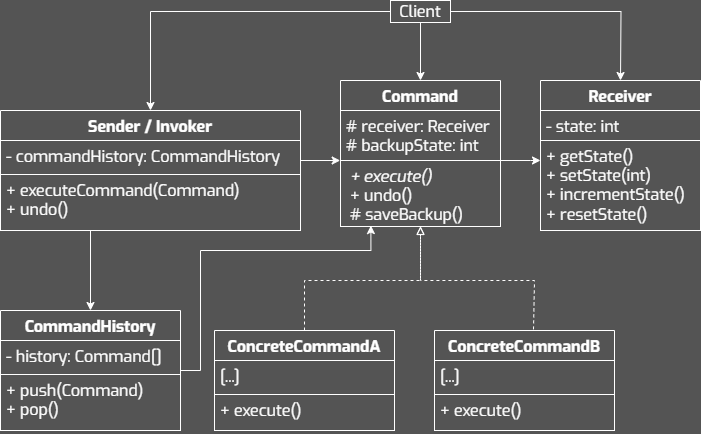 Client
Sender / Invoker
- commandHistory: CommandHistory
+ executeCommand(Command)
+ undo()
Command
# receiver: Receiver
# backupState: int
+ execute()
+ undo()
# saveBackup()
Receiver
- state: int
+ getState()
+ setState(int)
+ incrementState()
+ resetState()
CommandHistory
- history: Command[]
+ push(Command)
+ pop()
ConcreteCommandA
[...]
+ execute()
ConcreteCommandB
[...]
+ execute()